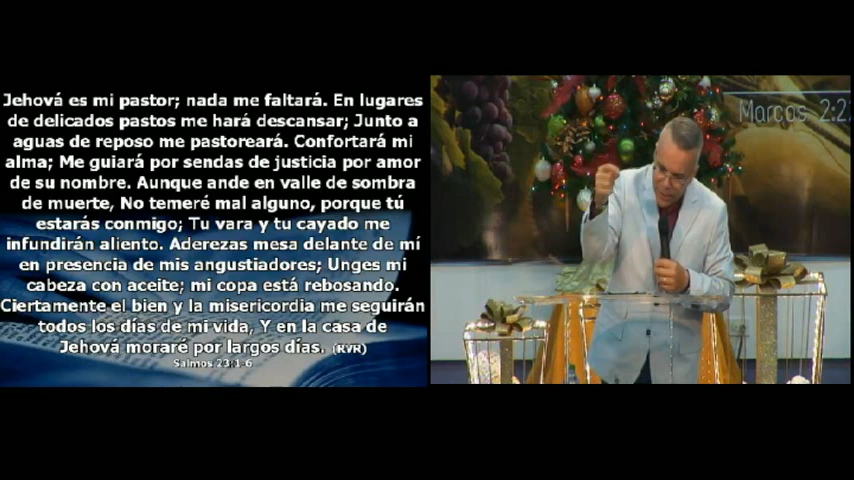 Jehová es mi pastor; nada me faltará. En lugares
de delicados pastos me hará descansar; Junto a
aguas de reposo me pastoreará. Confortará mi
alma; Me guiará por sendas de justicia por amor
de su nombre. Aunque ande en valle de sombra
de muerte, No temeré mal alguno, porque tú
estarás conmigo; Tu vara y tu cayado me
infundirán aliento. Aderezas mesa delante de mí
en presencia de mis angustiadores; Unges mi
cabeza con aceite; mi copa está rebosando.
Ciertamente el bien y la misericordia me seguirán
todos los días de mi vida, Y en la casa de
Jehová moraré por largos días. (RVR)
Salmos 23:1-6
Marcos